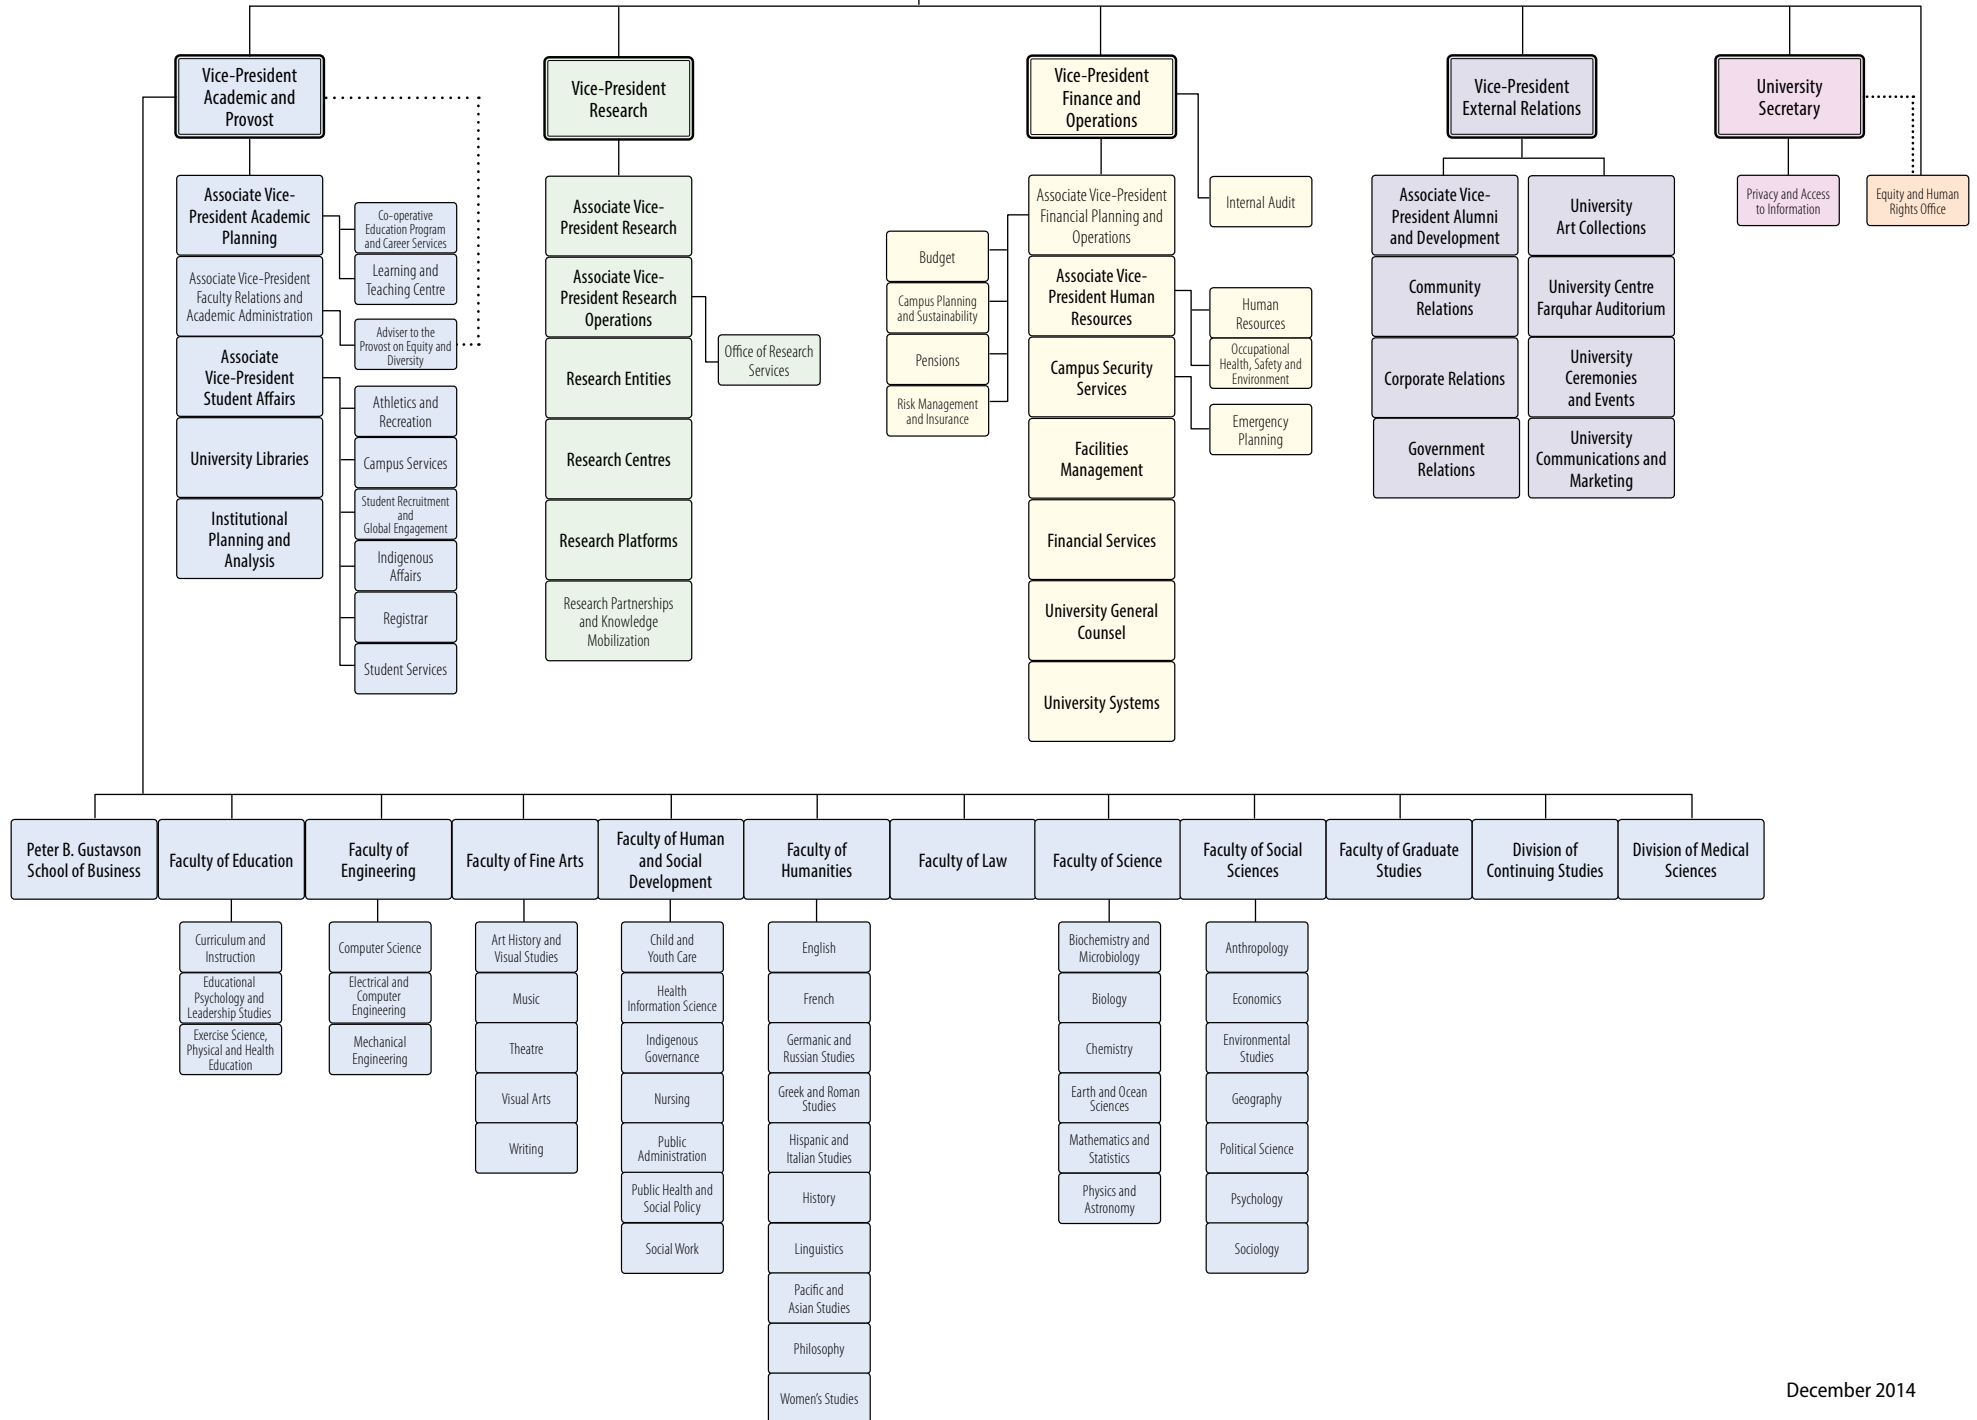 Vice-President
Academic and
Provost
Vice-President
Research
Vice-President
Finance and
Operations
Vice-President
External Relations
University
Secretary
Associate Vice-
President Academic
Planning
Co-operative
Education Program
and Career Services
Learning and
Teaching Centre
Associate Vice-President
Faculty Relations and
Academic Administration
Adviser to the
Provost on Equity and
Diversity
Associate
Vice-President
Student Affairs
Athletics and
Recreation
Campus Services
Student Recruitment
and
Global Engagement
Indigenous
Affairs
Registrar
Student Services
University Libraries
Institutional
Planning and
Analysis
Associate Vice-
President Research
Associate Vice-
President Research
Operations
Office of Research
Services
Research Entities
Research Centres
Research Platforms
Research Partnerships
and Knowledge
Mobilization
Associate Vice-President
Financial Planning and
Operations
Internal Audit
Budget
Campus Planning
and Sustainability
Pensions
Risk Management
and Insurance
Associate Vice-
President Human
Resources
Human
Resources
Occupational
Health, Safety and
Environment
Campus Security
Services
Emergency
Planning
Facilities
Management
Financial Services
University General
Counsel
University Systems
Associate Vice-
President Alumni
and Development
Community
Relations
Corporate Relations
Government
Relations
University
Art Collections
University Centre
Farquhar Auditorium
University
Ceremonies
and Events
University
Communications and
Marketing
Privacy and Access
to Information
Equity and Human
Rights Office
Peter B. Gustavson
School of Business
Faculty of Education
Faculty of
Engineering
Faculty of Fine Arts
Faculty of Human
and Social
Development
Faculty of
Humanities
Faculty of Law
Faculty of Science
Faculty of Social
Sciences
Faculty of Graduate
Studies
Division of
Continuing Studies
Division of Medical
Sciences
Curriculum and
Instruction
Educational
Psychology and
Leadership Studies
Exercise Science,
Physical and Health
Education
Computer Science
Electrical and
Computer
Engineering
Mechanical
Engineering
Art History and
Visual Studies
Music
Theatre
Visual Arts
Writing
Child and
Youth Care
Health
Information Science
Indigenous
Governance
Nursing
Public
Administration
Public Health and
Social Policy
Social Work
English
French
Germanic and
Russian Studies
Greek and Roman
Studies
Hispanic and
Italian Studies
History
Linguistics
Pacific and
Asian Studies
Philosophy
Women's Studies
Biochemistry and
Microbiology
Biology
Chemistry
Earth and Ocean
Sciences
Mathematics and
Statistics
Physics and
Astronomy
Anthropology
Economics
Environmental
Studies
Geography
Political Science
Psychology
Sociology
December 2014